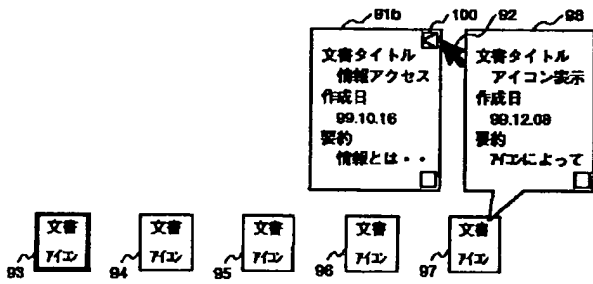 91b 100 92 98
文書タイトル
情報アクセス
作成日
99.10.16
要約
情報とは・・
文書タイトル
アイコン表示
作成日
99.12.08
要約
アイコンによって
文書
アイコン
93
文書
アイコン
94
文書
アイコン
95
文書
アイコン
96
文書
アイコン
97